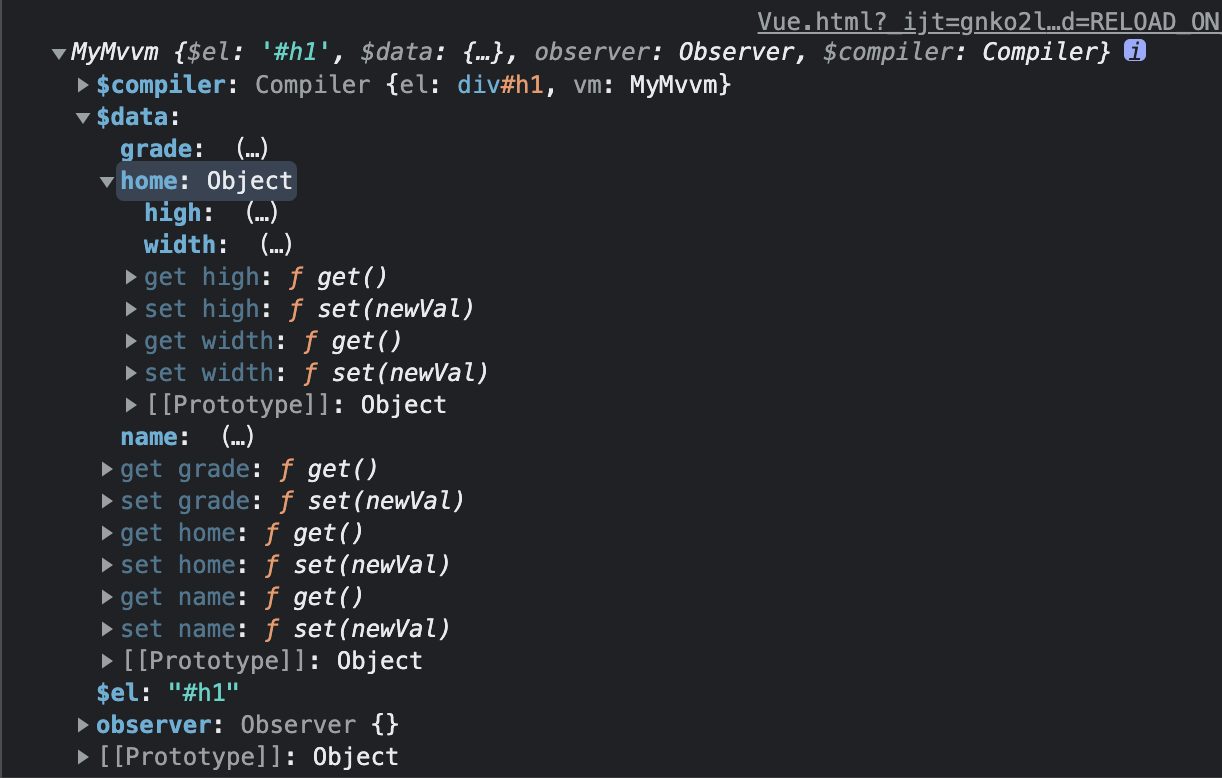 Vue.html?_ijt=gnko2l…d=RELOAD_ON
MyMvvm {$el: '#h1', $data: {…}, observer: Observer, $compiler: Compiler} i
$compiler: Compiler {el: div#h1, vm: MyMvvm}
$data:
grade: (…)
home: Object
high: (…)
width: (…)
get high: ƒ get()
set high: ƒ set(newVal)
get width: ƒ get()
set width: ƒ set(newVal)
[[Prototype]]: Object
name: (…)
get grade: ƒ get()
set grade: ƒ set(newVal)
get home: ƒ get()
set home: ƒ set(newVal)
get name: ƒ get()
set name: ƒ set(newVal)
[[Prototype]]: Object
$el: "#h1"
observer: Observer {}
[[Prototype]]: Object